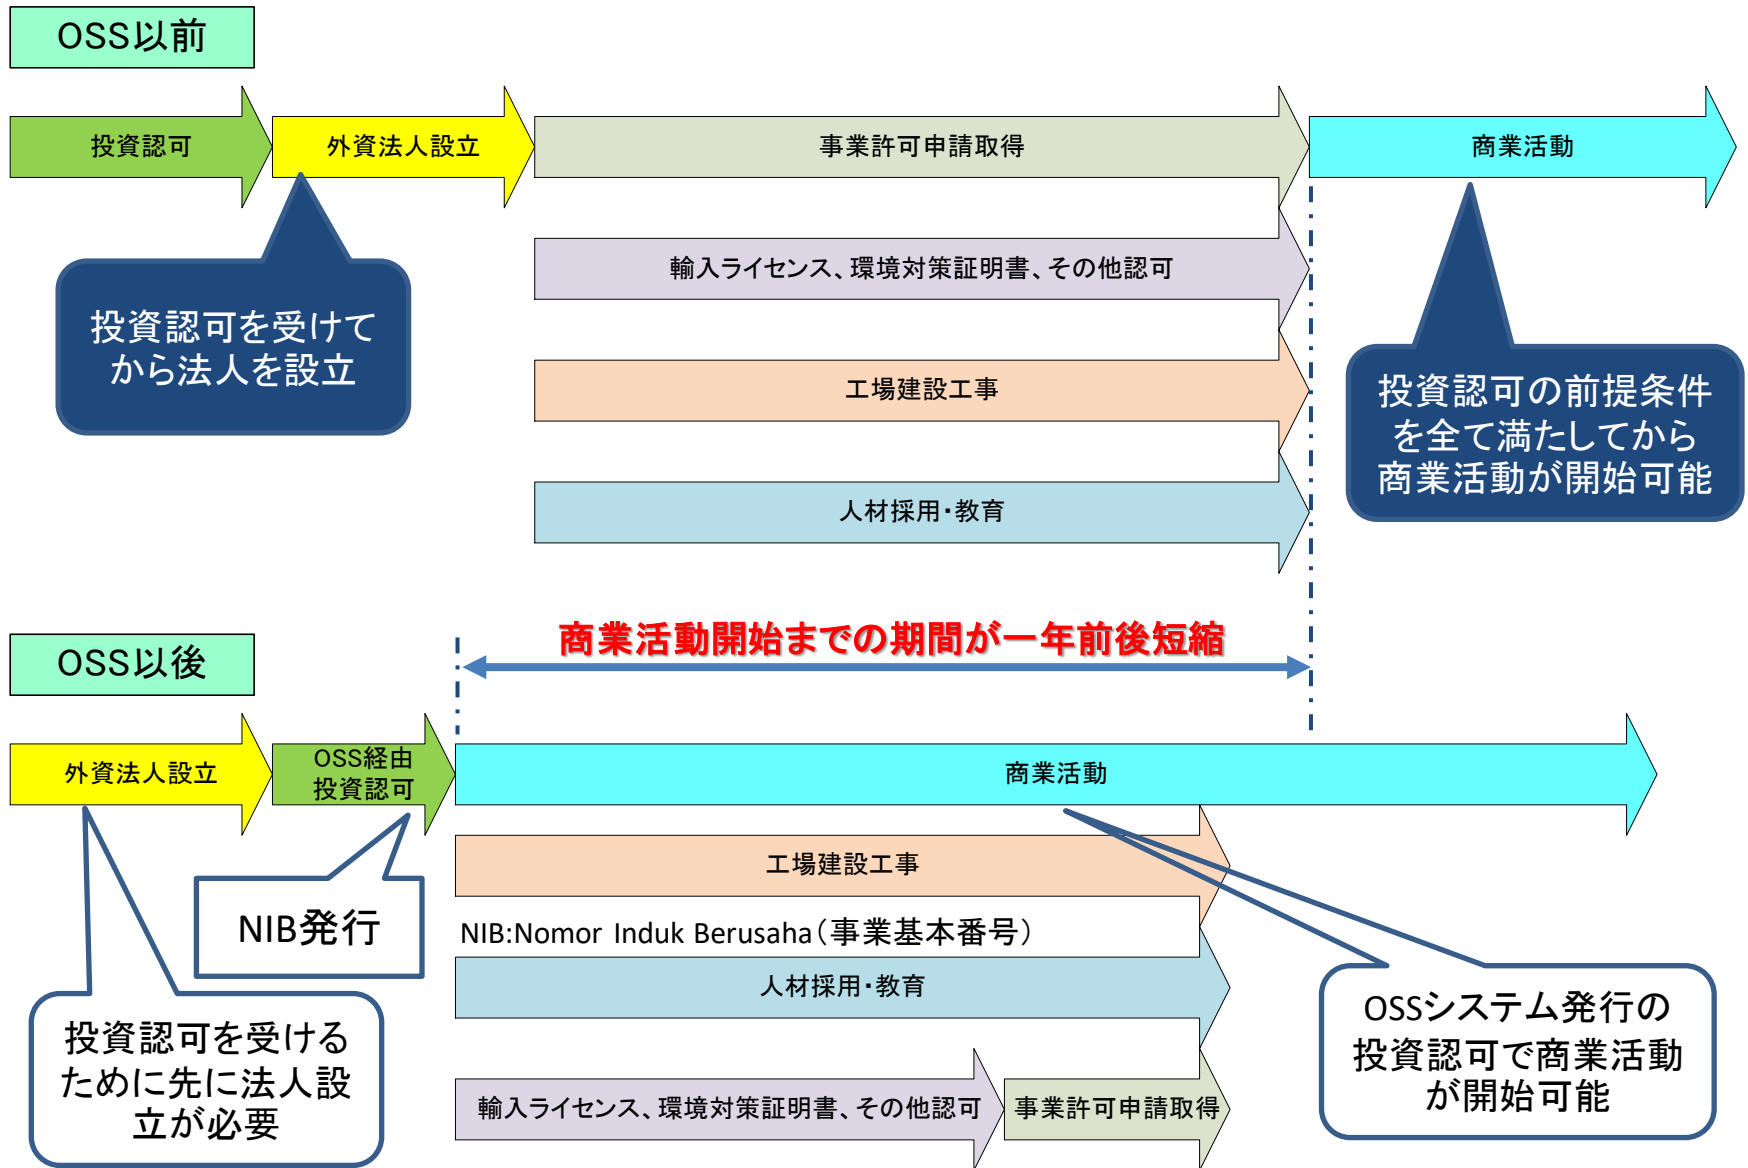 OSS以前
投資認可
外資法人設立
事業許可申請取得
商業活動
輸入ライセンス、環境対策証明書、その他認可
投資認可を受けて
から法人を設立
工場建設工事
投資認可の前提条件
を全て満たしてから
商業活動が開始可能
人材採用・教育
商業活動開始までの期間が一年前後短縮
OSS以後
外資法人設立
OSS経由
投資認可
商業活動
工場建設工事
NIB発行
NIB:Nomor Induk Berusaha（事業基本番号）
人材採用・教育
投資認可を受ける
ために先に法人設
立が必要
OSSシステム発行の
投資認可で商業活動
が開始可能
輸入ライセンス、環境対策証明書、その他認可
事業許可申請取得